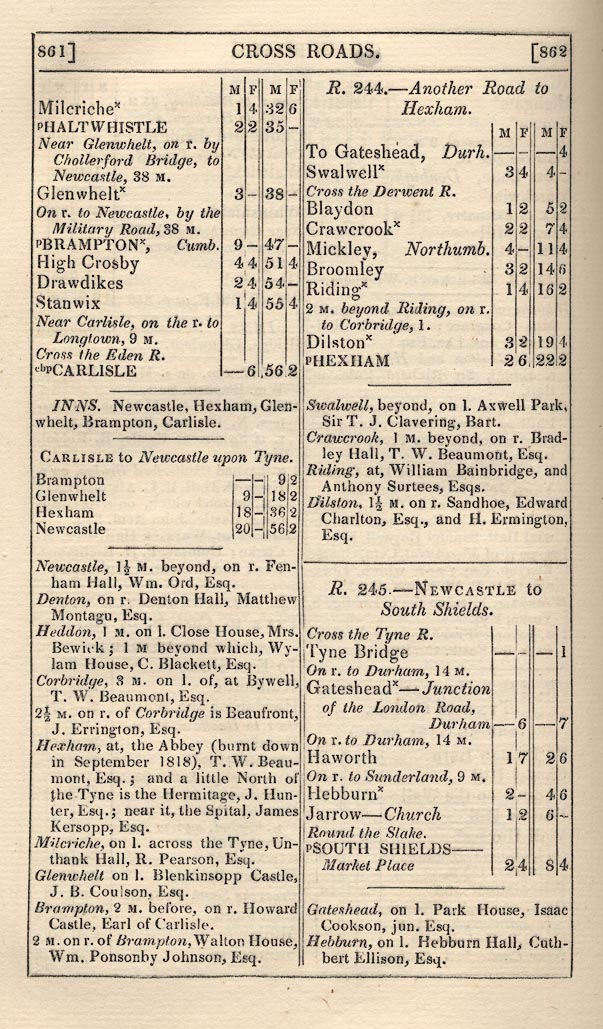 861] CROSS ROADS. [862
M F M F
Milcriche× 1 4 32 6
pHALTWHISTLE 2 2 35 –
Near Glenwhelt, on r. by
Chollerford Bridge, to
Newcastle, 38 M.
Glenwhelt× 3 – 38 –
On r. to Newcastle, by the
Military Road, 38 M.
pBRAMPTON×, Cumb. 9 – 47 –
High Crosby 4 4 51 4
Drawdikes 2 4 54 –
Stanwix 1 4 55 4
Near Carlisle, on the r. to
Longtown, 9 M.
Cross the Eden R.
cbpCARLISLE — 6 56 2
INNS. Newcastle, Hexham, Glen-
whelt, Brampton, Carlisle.
CARLISLE to Newcastle upon Tyne.
Brampton — – 9 2
Glenwhelt 9 – 18 2
Hexham 18 – 36 2
Newcastle 20 – 56 2
Newcastle, 1½ M. beyond, on r. Fen-
ham Hall, Wm. Ord, Esq.
Denton, on r. Denton Hall, Matthew
Montagu, Esq.
Heddon, 1 M. on l. Close House, Mrs.
Bewick; 1 M beyond which, Wy-
lam House, C. Blackett, Esq.
Corbridge, 3 M. on l. of, at Bywell,
T. W. Beaumont, Esq.
2½ M. on r. of Corbridge is Beaufront,
J. Errington, Esq.
Hexham, at, the Abbey (burnt down
in September 1818), T. W. Beau-
mont, Esq.; and a little North of
the Tyne is the Hermitage, J. Hun-
ter, Esq.; near it, the Spital, James
Kersopp, Esq.
Milcriche, on l. across the Tyne, Un-
thank Hall, R. Pearson, Esq.
Glenwhelt on l. Blenkinsopp Castle,
J. B. Coulson, Esq.
Brampton, 2 M. before, on r. Howard
Castle, Earl of Carlisle.
2 M. on r. of Brampton, Walton House,
Wm. Ponsonby Johnson, Esq.
R. 244.—Another Road to
Hexham.
M F M F
To Gateshead, Durh. — – — 4
Swalwell× 3 4 4 –
Cross the Derwent R.
Blaydon 1 2 5 2
Crawcrook× 2 2 7 4
Mickley, Northumb. 4 – 11 4
Broomley 3 2 14 6
Riding× 1 4 16 2
2 M. beyond Riding, on r.
to Corbridge, 1.
Dilston× 3 2 19 4
pHEXHAM 2 6 22 2
Swalwell, beyond, on l. Axwell Park,
Sir T. J. Clavering, Bart.
Crawcrook, 1 M. beyond, on r. Brad-
ley Hall, T. W. Beaumont, Esq.
Riding, at, William Bainbridge, and
Anthony Surtees, Esqs.
Dilston, 1½ M. on r. Sandhoe, Edward
Charlton, Esq., and H. Ermington,
Esq.
R. 245.—NEWCASTLE to
South Shields.
Cross the Tyne R.
Tyne Bridge — – — 1
On r. to Durham, 14 M.
Gateshead×—Junction
of the London Road,
Durham — 6 — 7
On r. to Durham, 14 M.
Haworth 1 7 2 6
On r. to Sunderland, 9 M.
Hebburn× 2 – 4 6
Jarrow—Church 1 2 6 –
Round the Slake.
pSOUTH SHIELDS—
Market Place 2 4 8 4
Gateshead, on l. Park House, Isaac
Cookson, jun. Esq.
Hebburn, on l. Hebburn Hall, Cuth-
bert Ellison, Esq.